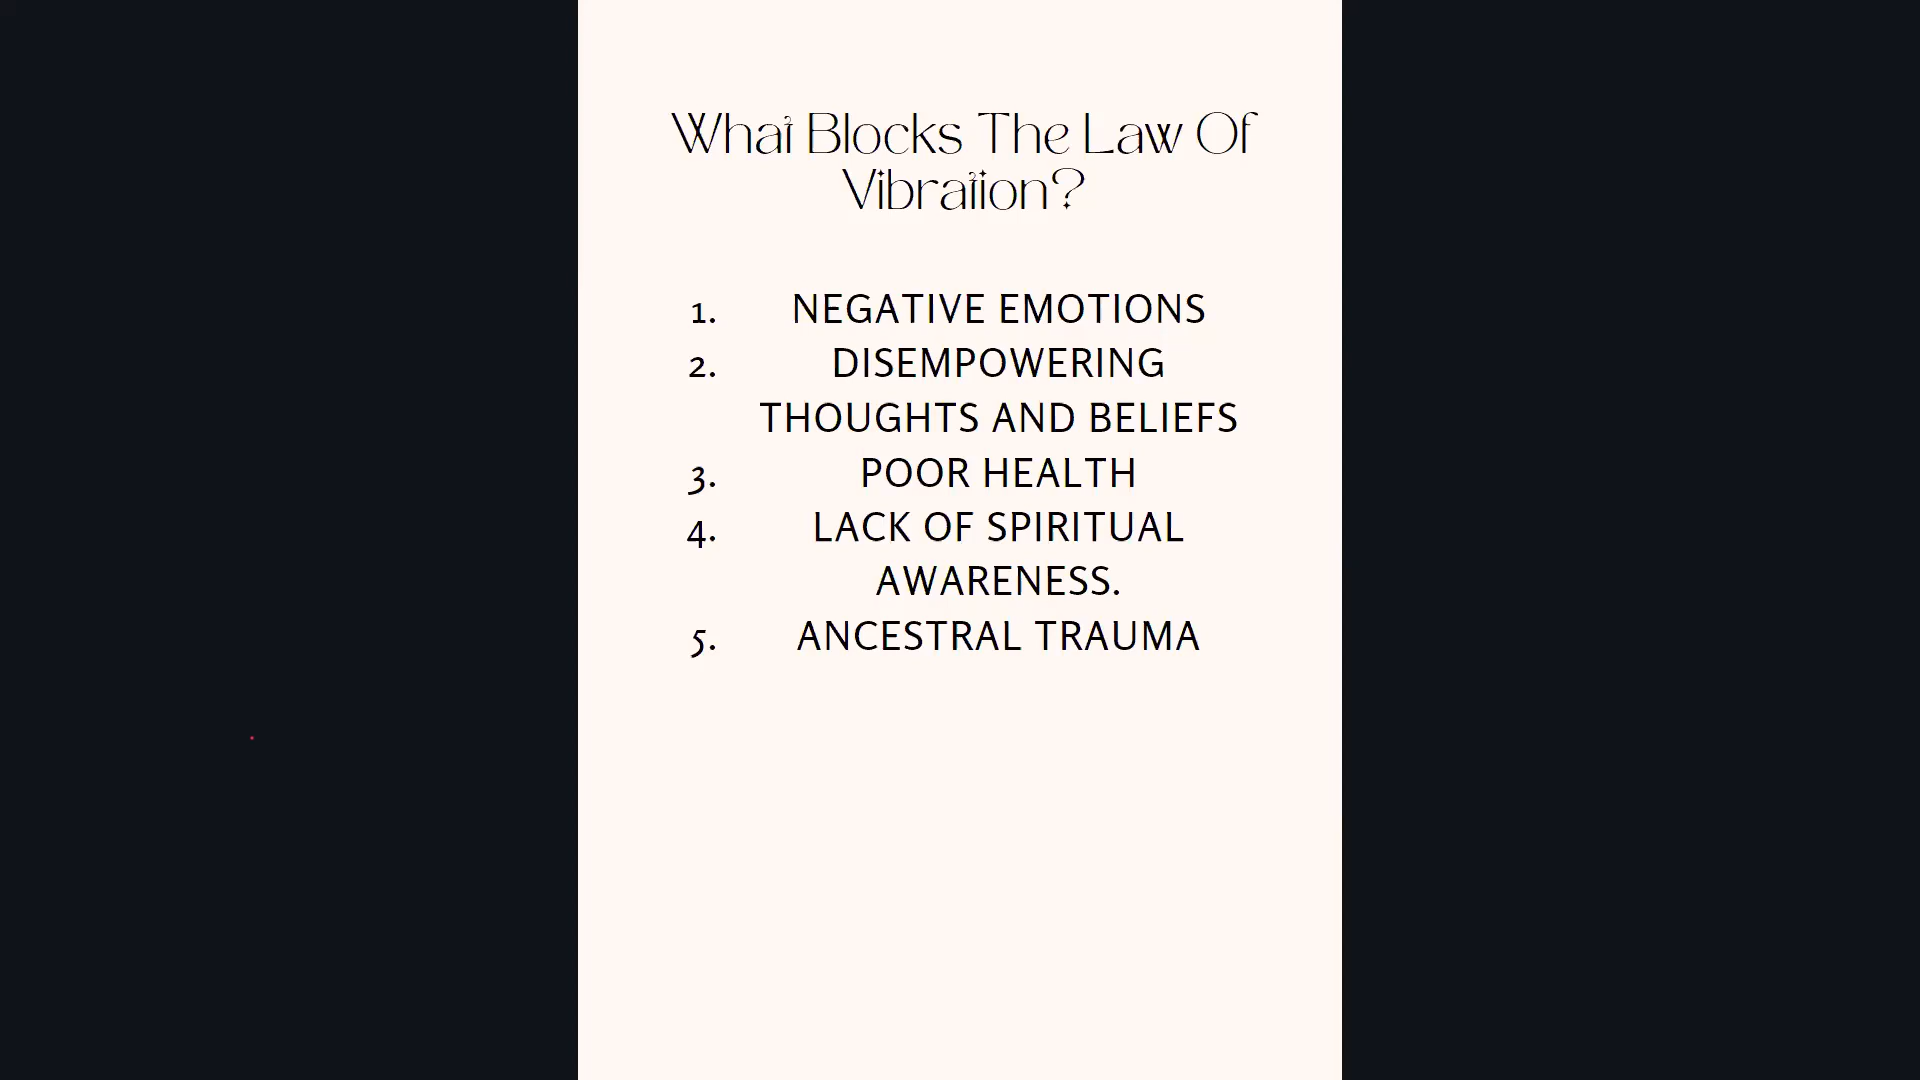 What Blocks The Law Of
Vibration?
1. NEGATIVE EMOTIONS
2. DISEMPOWERING
THOUGHTS AND BELIEFS
3. POOR HEALTH
4. LACK OF SPIRITUAL
AWARENESS.
5. ANCESTRAL TRAUMA